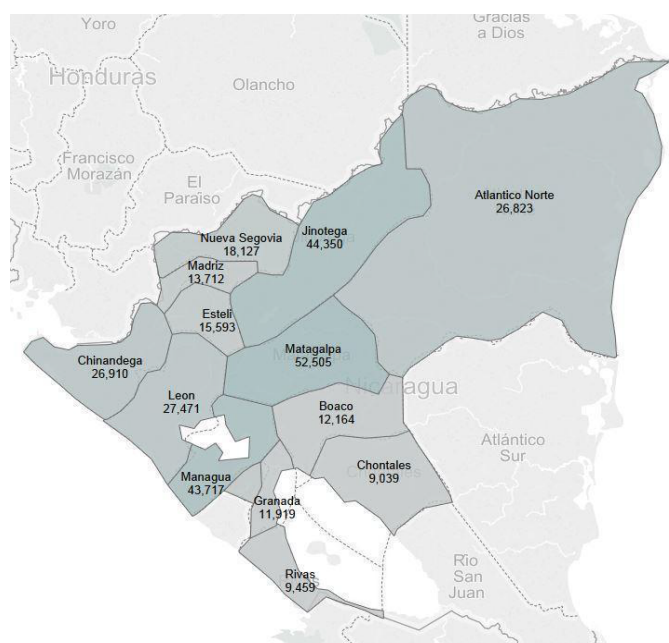 Yoro
Gracias
a Dios
Honduras
Olancho
Francisco
Morazán
El
Paraíso
Atlantico Norte
26,823
Nueva Segovia
18,127
Jinotega
44,350
Madriz
13,712
Esteli
15,593
Chinandega
26,910
Matagalpa
52,505
Nicaragua
Leon
27,471
Boaco
12,164
Atlántico
Sur
Chontales
9,039
Managua
43,717
Granada
11,919
Río
San
Juan
Rivas
9,459